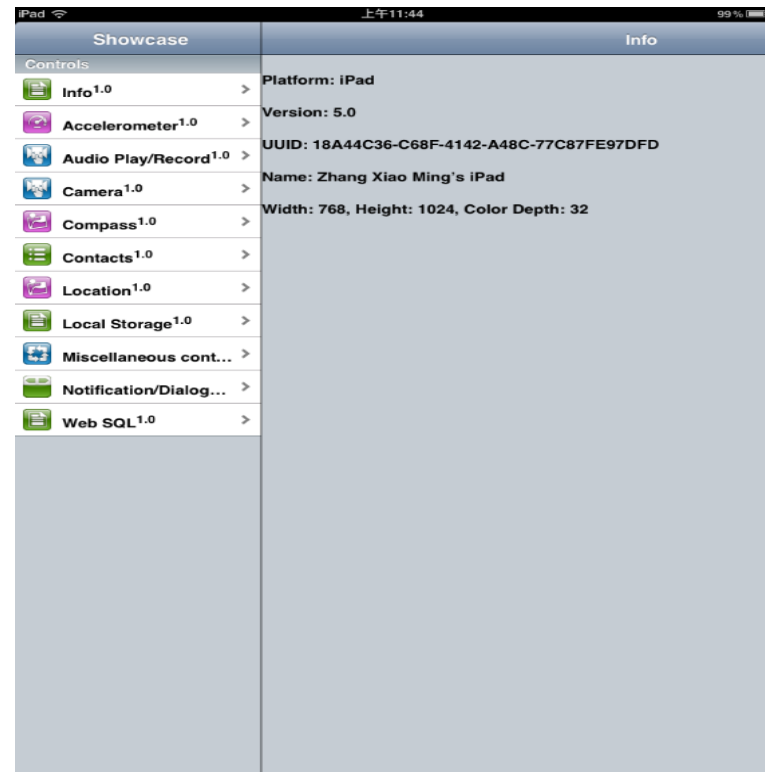 iPad 上午11:44 99%
Showcase
Info
Controls
Info1.0
Accelerometer1.0
Audio Play/Record1.0
Camera1.0
Compass1.0
Contacts1.0
Location1.0
Local Storage1.0
Miscellaneous cont...
Notification/Dialog...
Web SQL1.0
Platform: iPad
Version: 5.0
UUID: 18A44C36-C68F-4142-A48C-77C87FE97DFD
Name: Zhang Xiao Ming's iPad
Width: 768, Height: 1024, Color Depth: 32